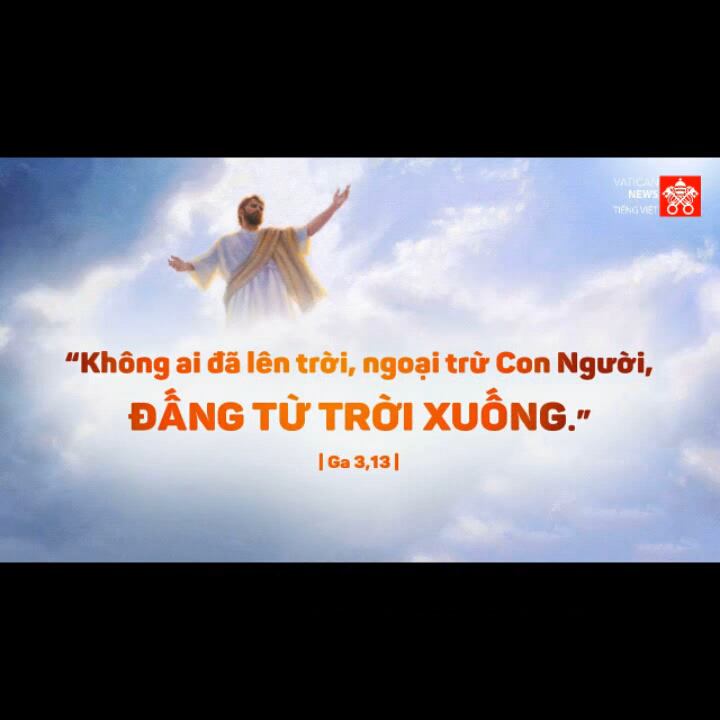 VATICAN
NEWS
TIẾNG VIỆT
“Không ai đã lên trời, ngoại trừ Con Người,
ĐẤNG TỪ TRỜI XUỐNG.”
| Ga 3,13 |